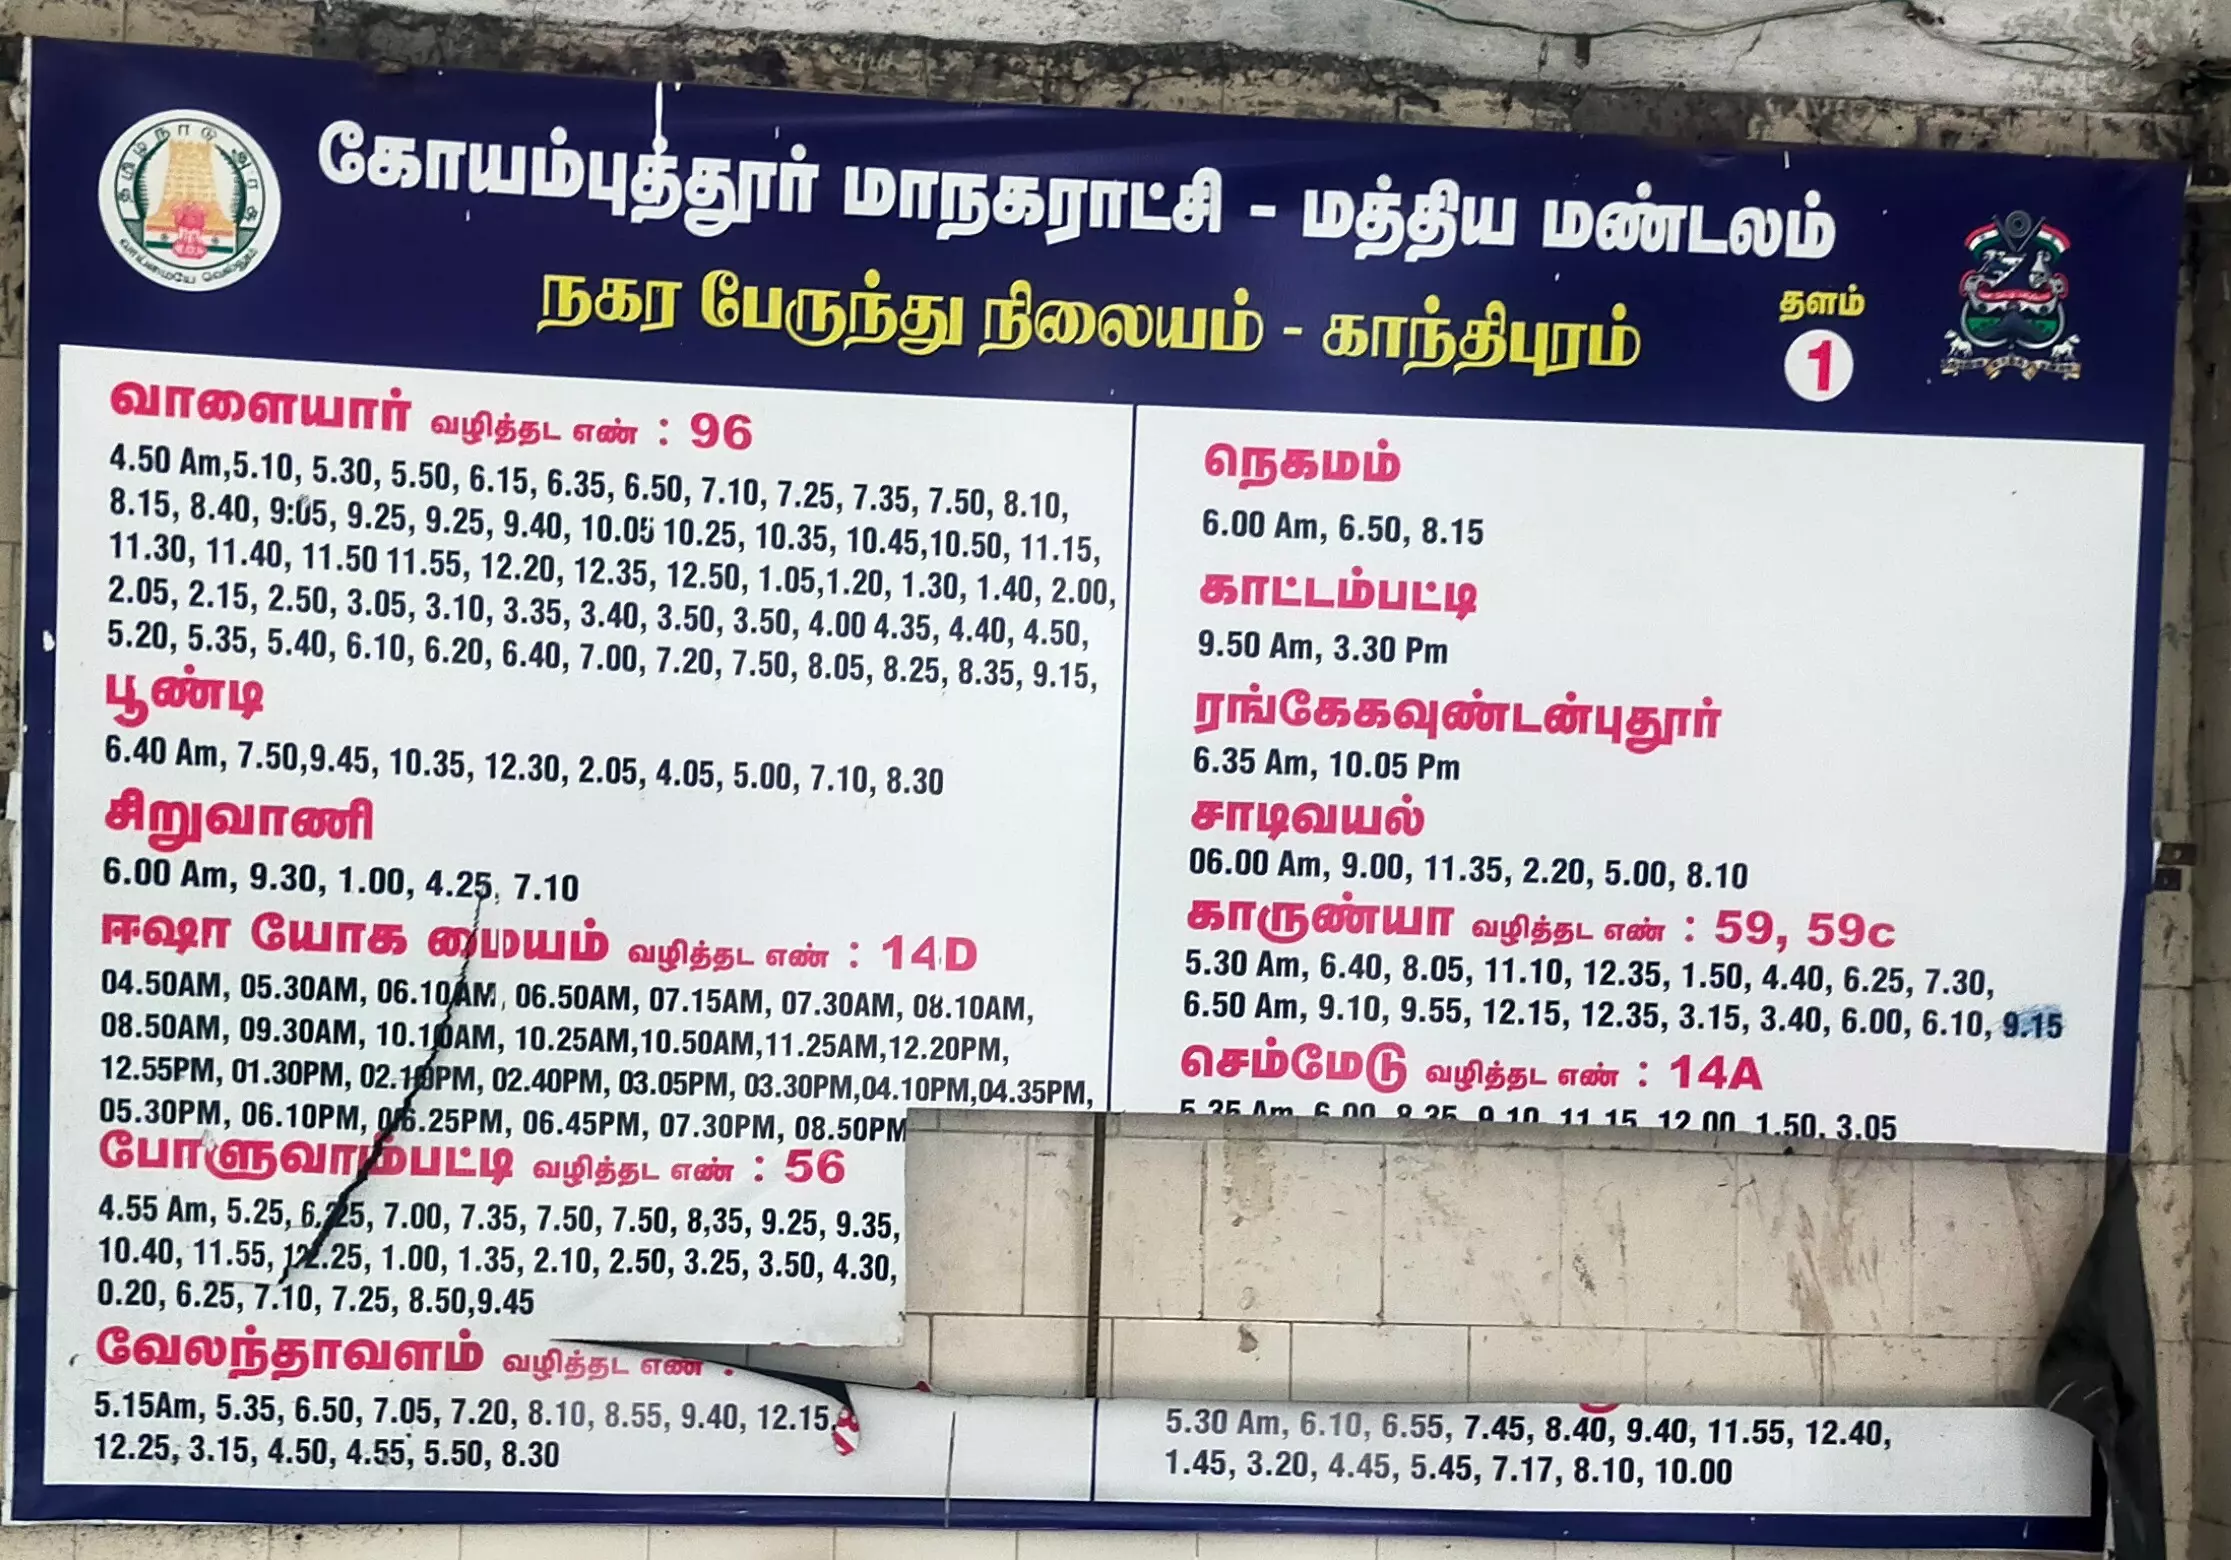 தமிழ்நாடு அரசு
வாய்மையே வெல்லும்
கோயம்புத்தூர் மாநகராட்சி - மத்திய மண்டலம்
நகர பேருந்து நிலையம் - காந்திபுரம்
தளம்
1
வாளையார் வழித்தட எண் : 96
4.50 Am,5.10, 5.30, 5.50, 6.15, 6.35, 6.50, 7.10, 7.25, 7.35, 7.50, 8.10,
8.15, 8.40, 9:05, 9.25, 9.25, 9.40, 10.05 10.25, 10.35, 10.45,10.50, 11.15,
11.30, 11.40, 11.50 11.55, 12.20, 12.35, 12.50, 1.05,1.20, 1.30, 1.40, 2.00,
2.05, 2.15, 2.50, 3.05, 3.10, 3.35, 3.40, 3.50, 3.50, 4.00 4.35, 4.40, 4.50,
5.20, 5.35, 5.40, 6.10, 6.20, 6.40, 7.00, 7.20, 7.50, 8.05, 8.25, 8.35, 9.15,
பூண்டி
6.40 Am, 7.50,9.45, 10.35, 12.30, 2.05, 4.05, 5.00, 7.10, 8.30
சிறுவாணி
6.00 Am, 9.30, 1.00, 4.25, 7.10
ஈஷா யோக மையம் வழித்தட எண் : 14D
04.50AM, 05.30AM, 06.10AM, 06.50AM, 07.15AM, 07.30AM, 08.10AM,
08.50AM, 09.30AM, 10.10AM, 10.25AM,10.50AM,11.25AM,12.20PM,
12.55PM, 01.30PM, 02.10PM, 02.40PM, 03.05PM, 03.30PM,04.10PM,04.35PM,
05.30PM, 06.10PM, 06.25PM, 06.45PM, 07.30PM, 08.50PM
போளுவாம்பட்டி வழித்தட எண் : 56
4.55 Am, 5.25, 6.25, 7.00, 7.35, 7.50, 7.50, 8,35, 9.25, 9.35,
10.40, 11.55, 12.25, 1.00, 1.35, 2.10, 2.50, 3.25, 3.50, 4.30,
0.20, 6.25, 7.10, 7.25, 8.50,9.45
வேலந்தாவளம் வழித்தட எண் :
5.15Am, 5.35, 6.50, 7.05, 7.20, 8.10, 8.55, 9.40, 12.15,
12.25, 3.15, 4.50, 4.55, 5.50, 8.30
நெகமம்
6.00 Am, 6.50, 8.15
காட்டம்பட்டி
9.50 Am, 3.30 Pm
ரங்கேகவுண்டன்புதூர்
6.35 Am, 10.05 Pm
சாடிவயல்
06.00 Am, 9.00, 11.35, 2.20, 5.00, 8.10
காருண்யா வழித்தட எண் : 59, 59c
5.30 Am, 6.40, 8.05, 11.10, 12.35, 1.50, 4.40, 6.25, 7.30,
6.50 Am, 9.10, 9.55, 12.15, 12.35, 3.15, 3.40, 6.00, 6.10, 9.15
செம்மேடு வழித்தட எண் : 14A
5.35 Am, 6.00, 8.35, 9.10, 11.15, 12.00, 1.50, 3.05
5.30 Am, 6.10, 6.55, 7.45, 8.40, 9.40, 11.55, 12.40,
1.45, 3.20, 4.45, 5.45, 7.17, 8.10, 10.00